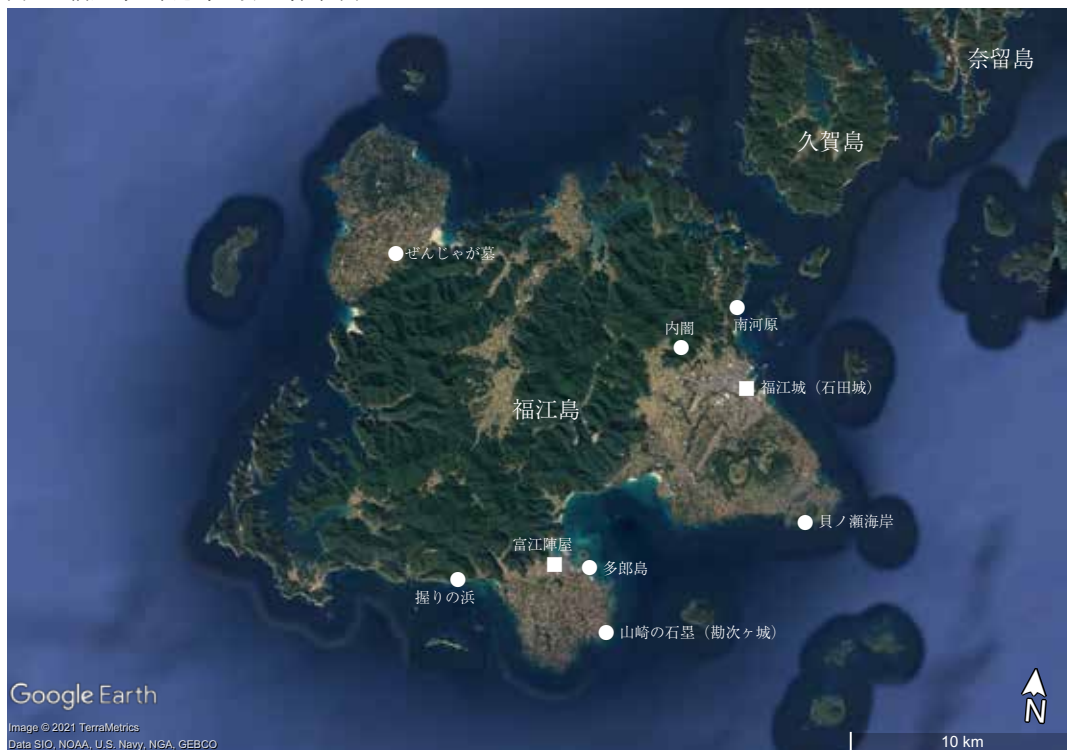 奈留島
久賀島
ぜんじゃが墓
南河原
内闇
福江城（石田城）
福江島
貝ノ瀬海岸
富江陣屋
多郎島
握りの浜
山崎の石塁（勘次ヶ城）
Google Earth
Image © 2021 TerraMetrics
Data SIO, NOAA, U.S. Navy, NGA, GEBCO
N
10 km